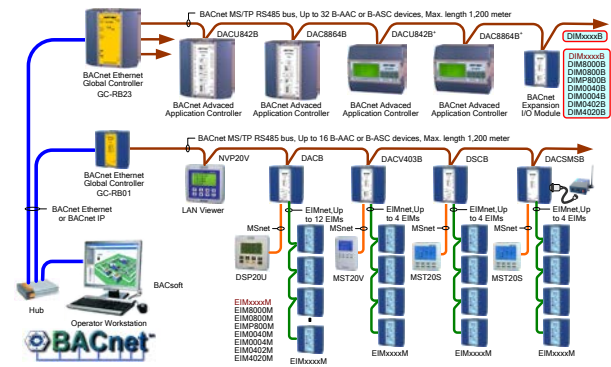 BACnet MS/TP RS485 bus, Up to 32 B-AAC or B-ASC devices, Max. length 1,200 meter
DACU842B
DAC8864B
DACU842B+
DAC8864B+
DIMxxxxB
DIMxxxxB
DIM8000B
DIM0800B
DIMP800B
DIM0040B
DIM0004B
DIM0402B
DIM4020B
BACnet Ethernet
Global Controller
GC-RB23
BACnet Advaced
Application Controller
BACnet Advaced
Application Controller
BACnet Advaced
Application Controller
BACnet Advaced
Application Controller
BACnet
Expansion
I/O Module
BACnet MS/TP RS485 bus, Up to 16 B-AAC or B-ASC devices, Max. length 1,200 meter
NVP20V
DACB
DACV403B
DSCB
DACSMSB
BACnet Ethernet
Global Controller
GC-RB01
LAN Viewer
BACnet Ethernet
or BACnet IP
EIMnet,Up
to 12 EIMs
EIMnet,Up
to 4 EIMs
EIMnet,Up
to 4 EIMs
EIMnet,Up
to 4 EIMs
MSnet
MSnet
MSnet
MSnet
DSP20U
MST20V
MST20S
MST20S
BACsoft
Hub
Operator Workstation
EIMxxxxM
EIM8000M
EIM0800M
EIMP800M
EIM0040M
EIM0004M
EIM0402M
EIM4020M
EIMxxxxM
EIMxxxxM
EIMxxxxM
EIMxxxxM
BACnet